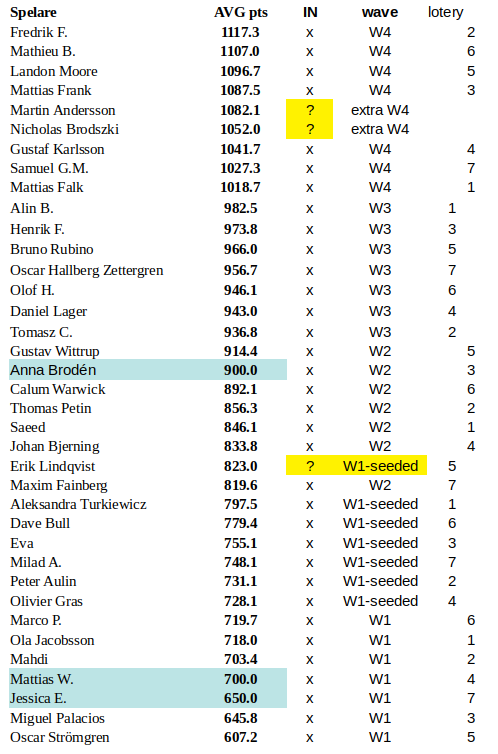 Spelare AVG pts IN wave lotery
Fredrik F. 1117.3 x W4 2
Mathieu B. 1107.0 x W4 6
Landon Moore 1096.7 x W4 5
Mattias Frank 1087.5 x W4 3
Martin Andersson 1082.1 ? extra W4
Nicholas Brodszki 1052.0 ? extra W4
Gustaf Karlsson 1041.7 x W4 4
Samuel G.M. 1027.3 x W4 7
Mattias Falk 1018.7 x W4 1
Alin B. 982.5 x W3 1
Henrik F. 973.8 x W3 3
Bruno Rubino 966.0 x W3 5
Oscar Hallberg Zettergren 956.7 x W3 7
Olof H. 946.1 x W3 6
Daniel Lager 943.0 x W3 4
Tomasz C. 936.8 x W3 2
Gustav Wittrup 914.4 x W2 5
Anna Brodén 900.0 x W2 3
Calum Warwick 892.1 x W2 6
Thomas Petin 856.3 x W2 2
Saeed 846.1 x W2 1
Johan Bjerning 833.8 x W2 4
Erik Lindqvist 823.0 ? W1-seeded 5
Maxim Fainberg 819.6 x W2 7
Aleksandra Turkiewicz 797.5 x W1-seeded 1
Dave Bull 779.4 x W1-seeded 6
Eva 755.1 x W1-seeded 3
Milad A. 748.1 x W1-seeded 7
Peter Aulin 731.1 x W1-seeded 2
Olivier Gras 728.1 x W1-seeded 4
Marco P. 719.7 x W1 6
Ola Jacobsson 718.0 x W1 1
Mahdi 703.4 x W1 2
Mattias W. 700.0 x W1 4
Jessica E. 650.0 x W1 7
Miguel Palacios 645.8 x W1 3
Oscar Strömgren 607.2 x W1 5